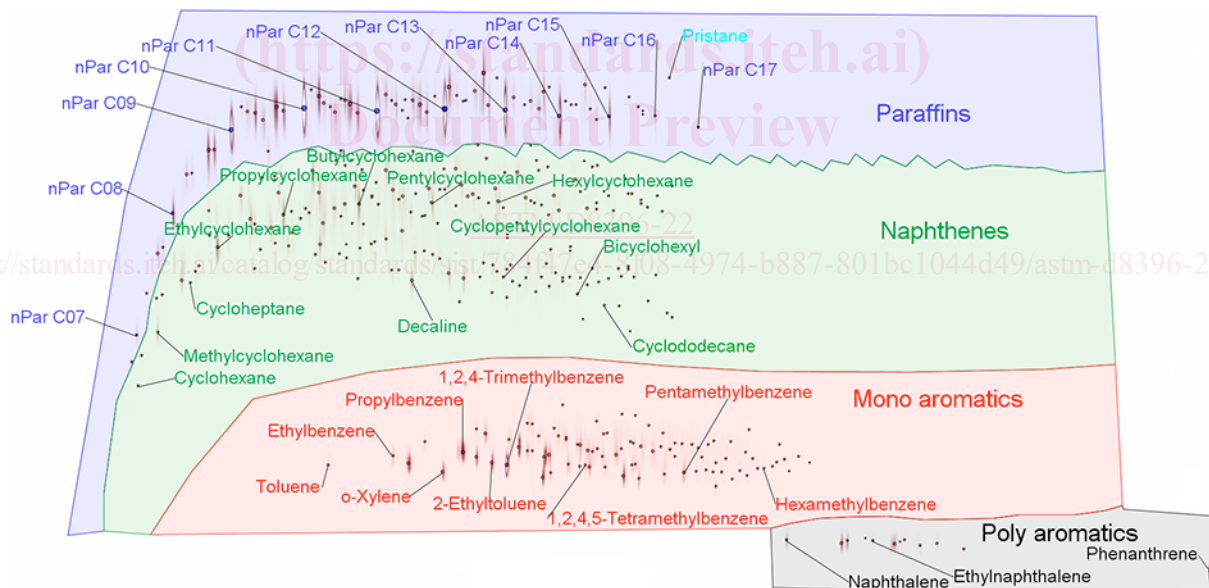 nPar C15
nPar C13
nPar C12
nPar C14
nPar C16
Pristane
nPar C11
nPar C10
nPar C17
nPar C09
Paraffins
(https://standards.iteh.ai)
Document Preview
Butylcyclohexane
Propylcyclohexane
Pentylcyclohexane
Hexylcyclohexane
nPar C08
Ethylcyclohexane
Cyclopentylcyclohexane
ASTM D8396-22
Naphthenes
Bicyclohexyl
Cycloheptane
nPar C07
Decaline
Cyclododecane
Methylcyclohexane
Cyclohexane
1,2,4-Trimethylbenzene
Pentamethylbenzene
Propylbenzene
Mono aromatics
Ethylbenzene
Toluene
o-Xylene
2-Ethyltoluene
1,2,4,5-Tetramethylbenzene
Hexamethylbenzene
Poly aromatics
Phenanthrene
Naphthalene
Ethylnaphthalene